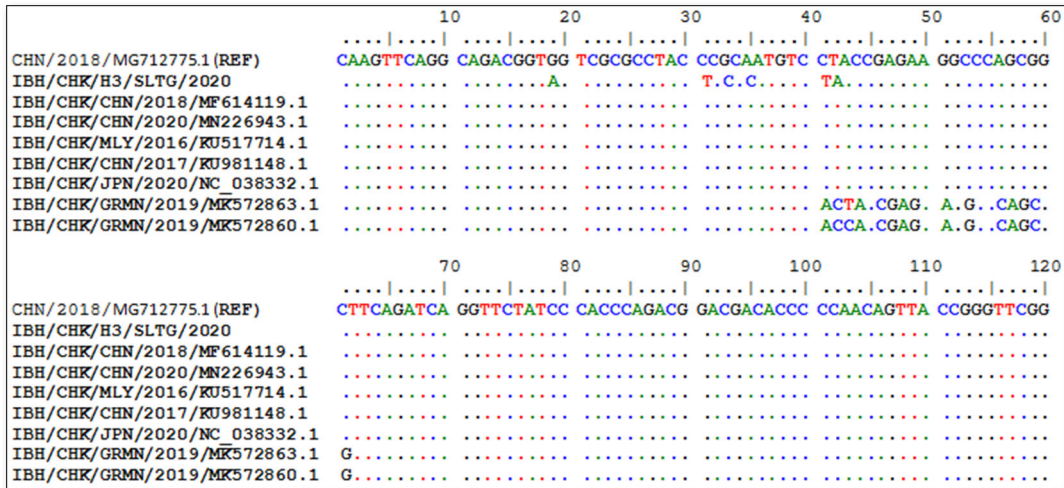 10 20 30 40 50 60
....|....| ....|....| ....|....| ....|....| ....|....| ....|....|
CHN/2018/MG712775.1(REF) CAAGTTCAGG CAGACGGTGG TCGCGCCTAC CCGCAATGTC CTACCGAGAA GGCCCAGCGG
IBH/CHK/H3/SLTG/2020 .......... ........A. .......... T.C.C..... TA........ ..........
IBH/CHK/CHN/2018/MF614119.1 .......... .......... .......... .......... .......... ..........
IBH/CHK/CHN/2020/MN226943.1 .......... .......... .......... .......... .......... ..........
IBH/CHK/MLY/2016/KU517714.1 .......... .......... .......... .......... .......... ..........
IBH/CHK/CHN/2017/KU981148.1 .......... .......... .......... .......... .......... ..........
IBH/CHK/JPN/2020/NC_038332.1 .......... .......... .......... .......... .......... ..........
IBH/CHK/GRMN/2019/MK572863.1 .......... .......... .......... .......... ACTA.CGAG. A.G..CAGC.
IBH/CHK/GRMN/2019/MK572860.1 .......... .......... .......... .......... ACCA.CGAG. A.G..CAGC.
70 80 90 100 110 120
....|....| ....|....| ....|....| ....|....| ....|....| ....|....|
CHN/2018/MG712775.1(REF) CTTCAGATCA GGTTCTATCC CACCCAGACG GACGACACCC CCAACAGTTA CCGGGTTCGG
IBH/CHK/H3/SLTG/2020 .......... .......... .......... .......... .......... ..........
IBH/CHK/CHN/2018/MF614119.1 .......... .......... .......... .......... .......... ..........
IBH/CHK/CHN/2020/MN226943.1 .......... .......... .......... .......... .......... ..........
IBH/CHK/MLY/2016/KU517714.1 .......... .......... .......... .......... .......... ..........
IBH/CHK/CHN/2017/KU981148.1 .......... .......... .......... .......... .......... ..........
IBH/CHK/JPN/2020/NC_038332.1 .......... .......... .......... .......... .......... ..........
IBH/CHK/GRMN/2019/MK572863.1 G......... .......... .......... .......... .......... ..........
IBH/CHK/GRMN/2019/MK572860.1 G......... .......... .......... .......... .......... ..........